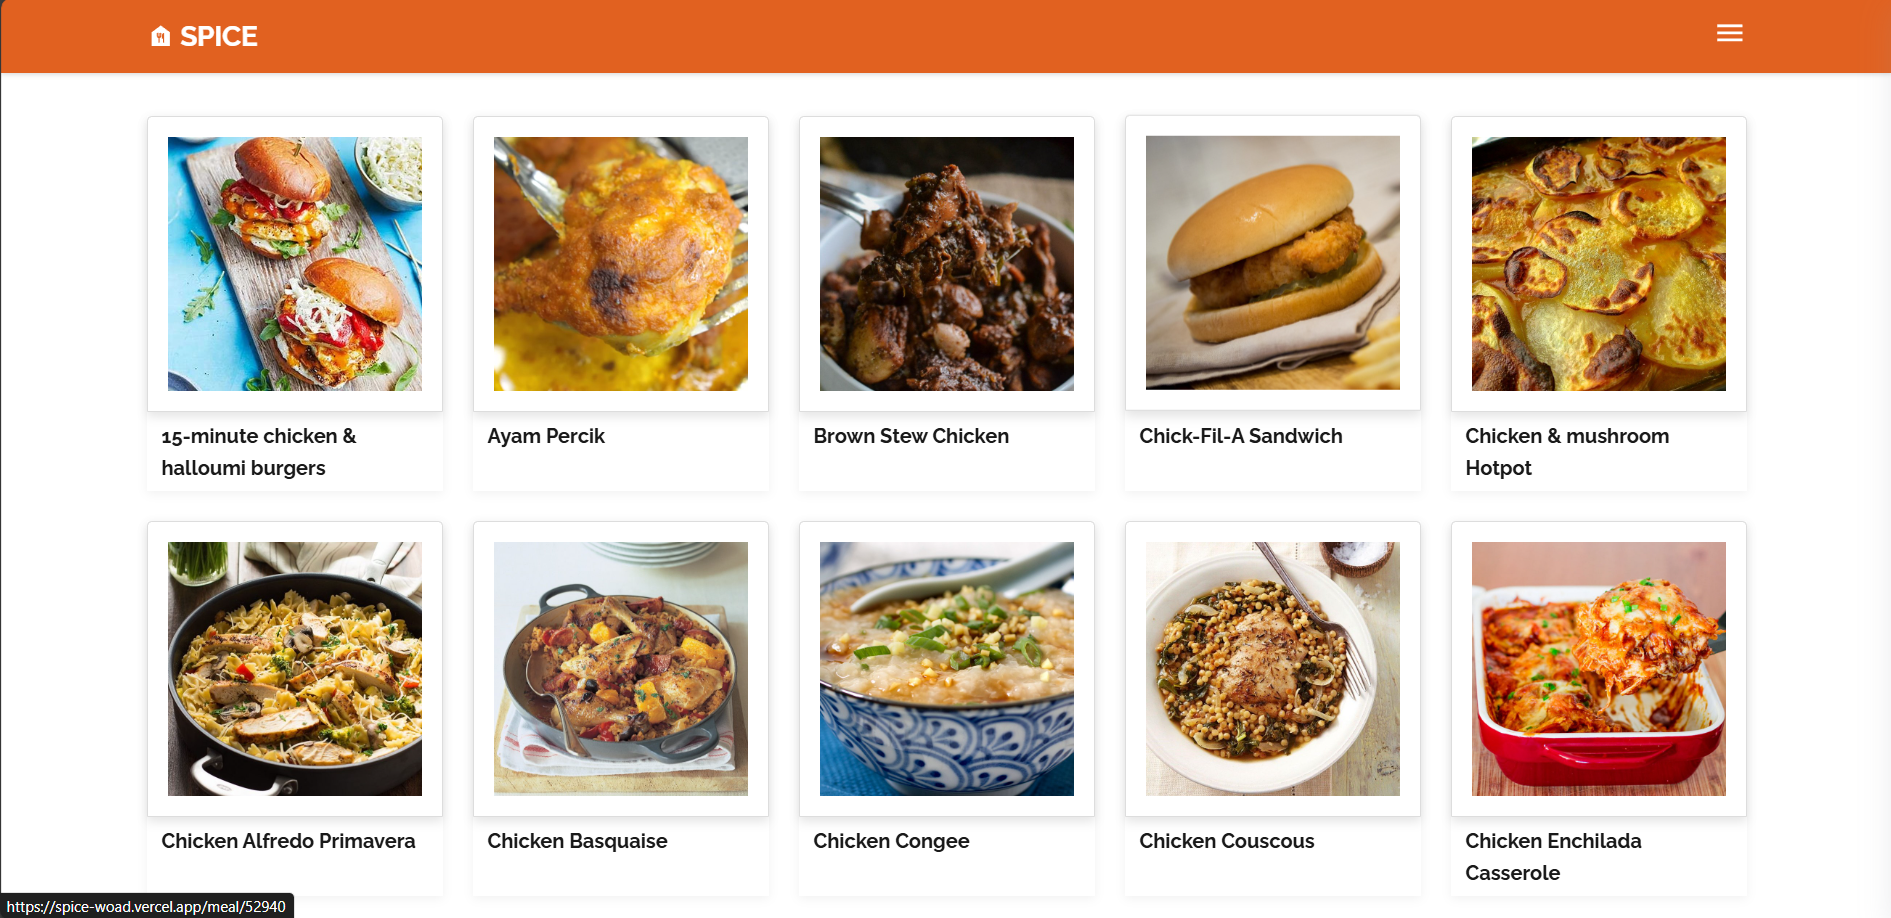 SPICE
15-minute chicken &
halloumi burgers
Ayam Percik
Brown Stew Chicken
Chick-Fil-A Sandwich
Chicken & mushroom
Hotpot
Chicken Alfredo Primavera
Chicken Basquaise
Chicken Congee
Chicken Couscous
Chicken Enchilada
Casserole
https://spice-woad.vercel.app/meal/52940